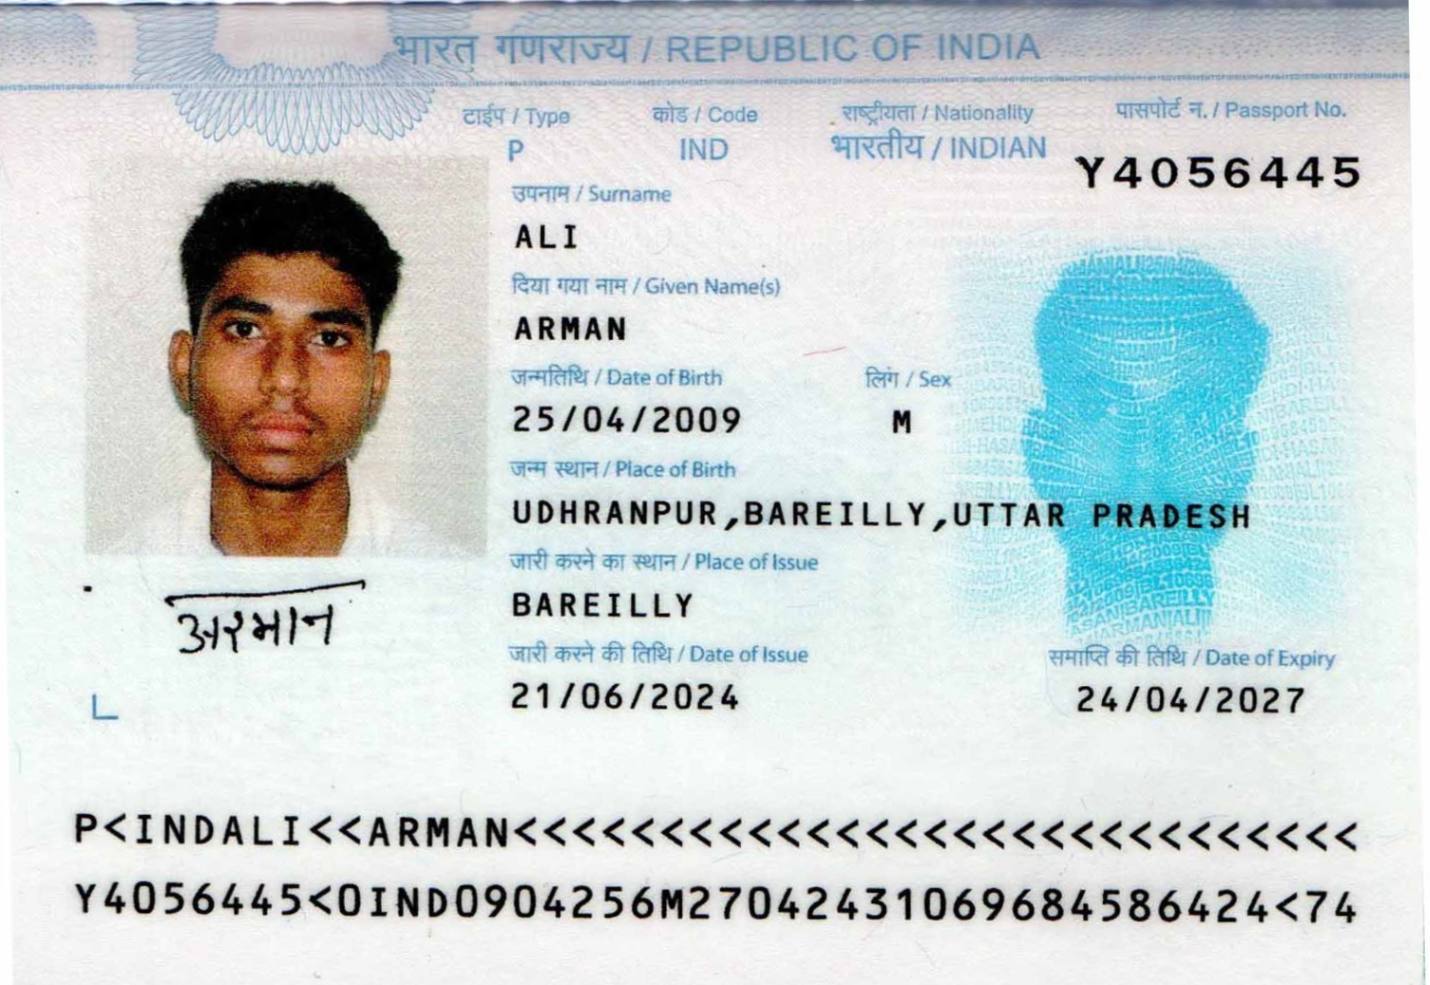 भारत गणराज्य / REPUBLIC OF INDIA
टाईप / Type कोड / Code राष्ट्रीयता / Nationality पासपोर्ट न. / Passport No.
P IND भारतीय / INDIAN Y4056445
उपनाम / Surname
ALI
दिया गया नाम / Given Name(s)
ARMAN
जन्मतिथि / Date of Birth लिंग / Sex
25/04/2009 M
जन्म स्थान / Place of Birth
UDHRANPUR,BAREILLY,UTTAR PRADESH
जारी करने का स्थान / Place of Issue
BAREILLY
अरमान
जारी करने की तिथि / Date of Issue समाप्ति की तिथि / Date of Expiry
21/06/2024 24/04/2027
P<INDALI<<ARMAN<<<<<<<<<<<<<<<<<<<<<<<<<<<<<
Y4056445<0IND0904256M2704243106968458642​4<74